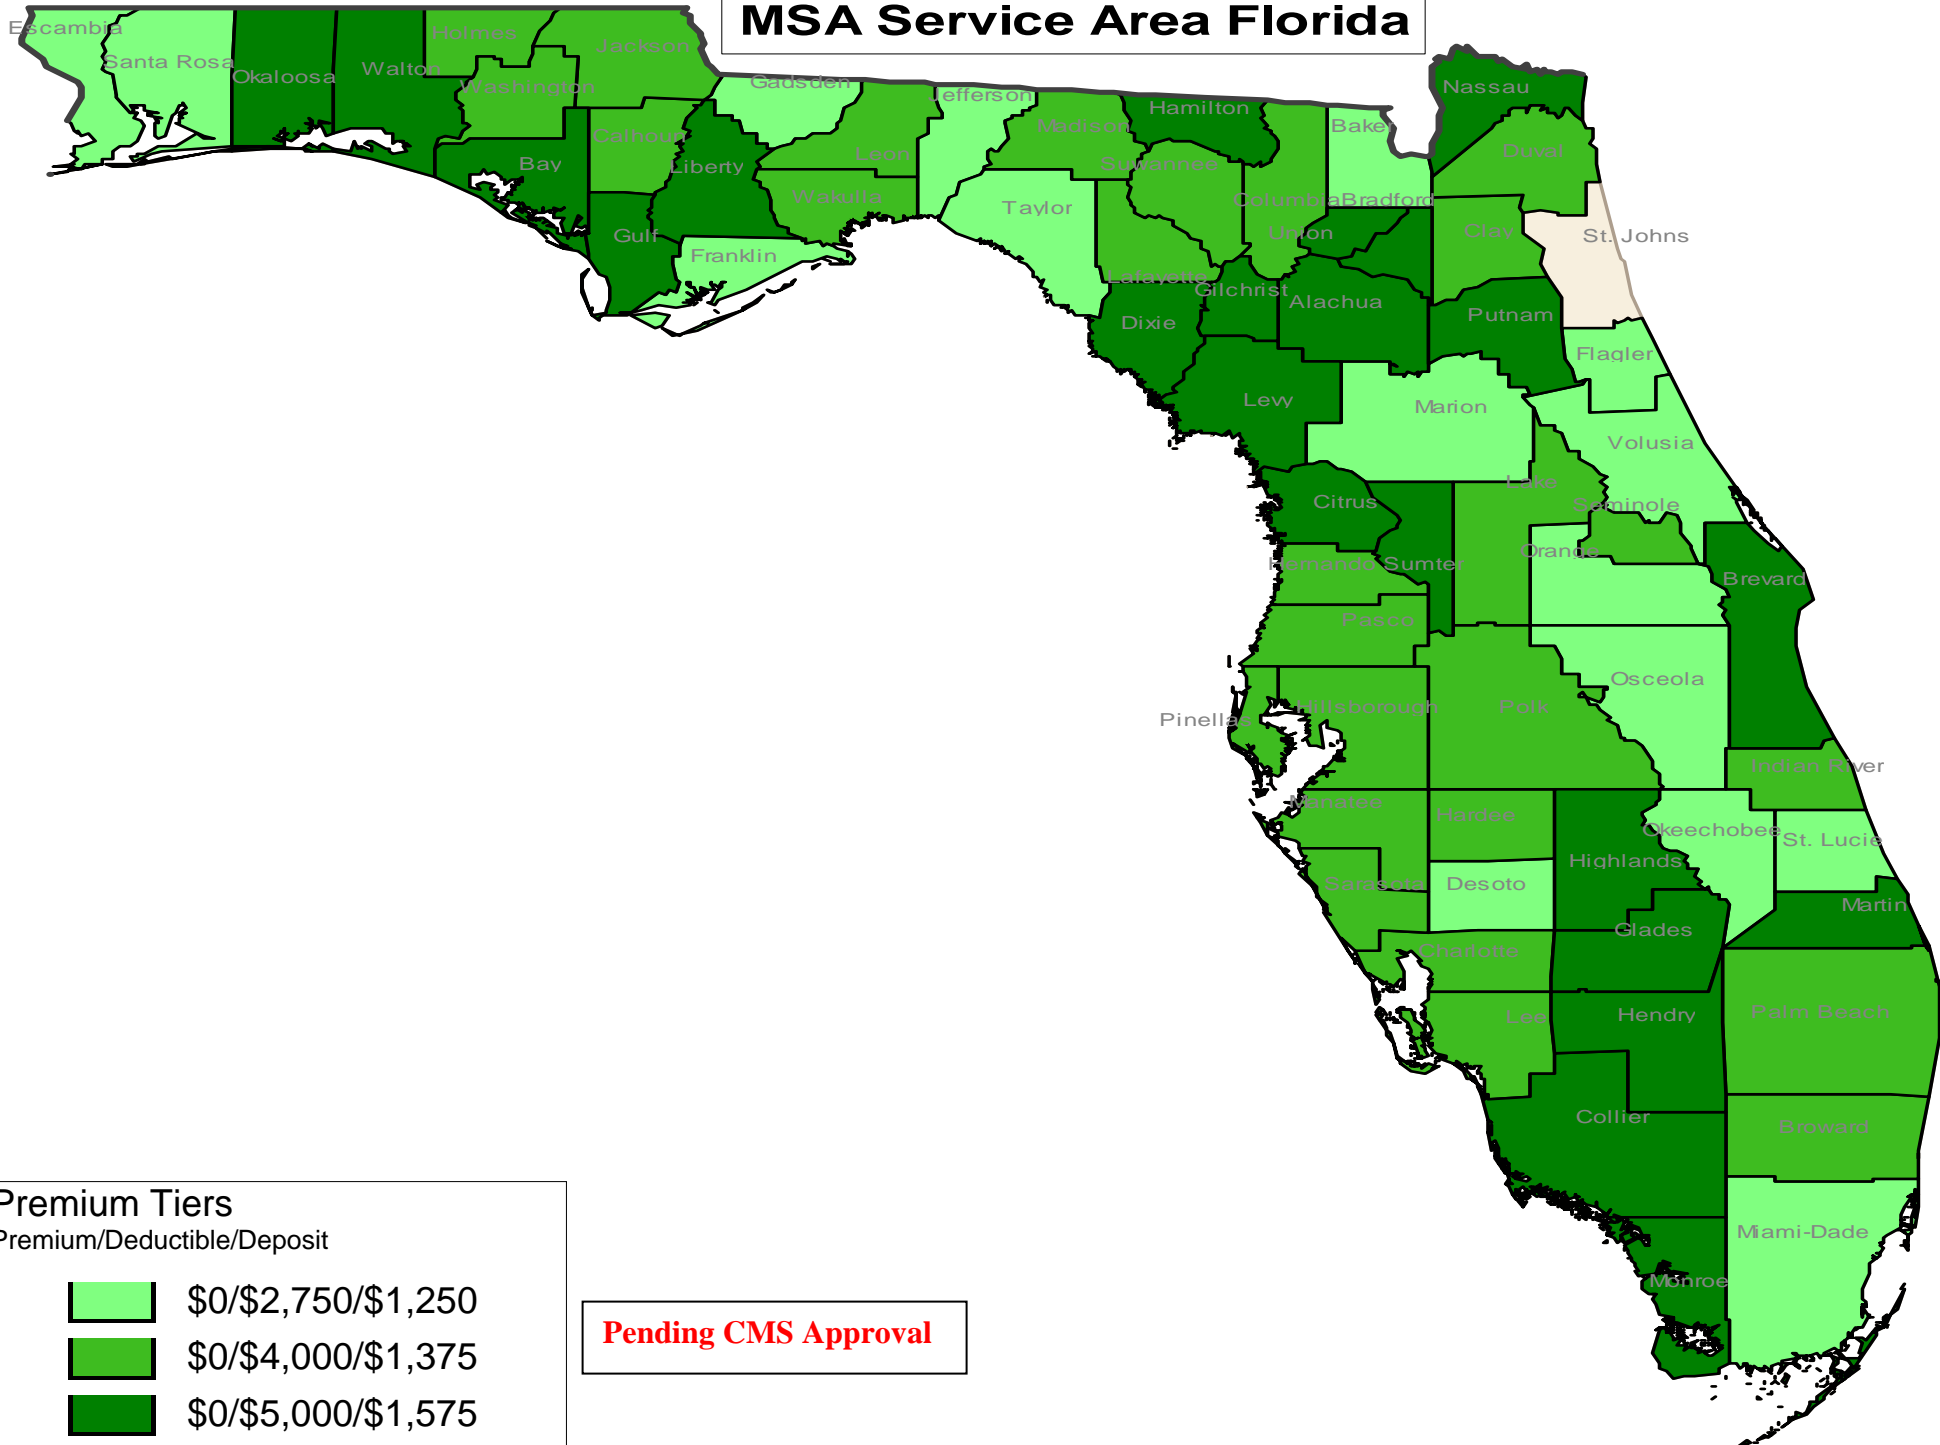 MSA Service Area Florida
Escambia
Santa Rosa
Okaloosa
Walton
Holmes
Washington
Jackson
Bay
Calhoun
Gulf
Liberty
Gadsden
Franklin
Leon
Wakulla
Jefferson
Madison
Taylor
Hamilton
Suwannee
Lafayette
Dixie
Columbia
Gilchrist
Baker
Bradford
Union
Alachua
Levy
Nassau
Duval
Clay
St. Johns
Putnam
Flagler
Marion
Volusia
Citrus
Lake
Seminole
Hernando
Sumter
Orange
Brevard
Pasco
Pinellas
Hillsborough
Polk
Osceola
Indian River
Manatee
Hardee
Highlands
Okeechobee
St. Lucie
Sarasota
Desoto
Martin
Glades
Charlotte
Lee
Hendry
Palm Beach
Collier
Broward
Miami-Dade
Monroe
Premium Tiers
Premium/Deductible/Deposit
$0/$2,750/$1,250
$0/$4,000/$1,375
$0/$5,000/$1,575
Pending CMS Approval